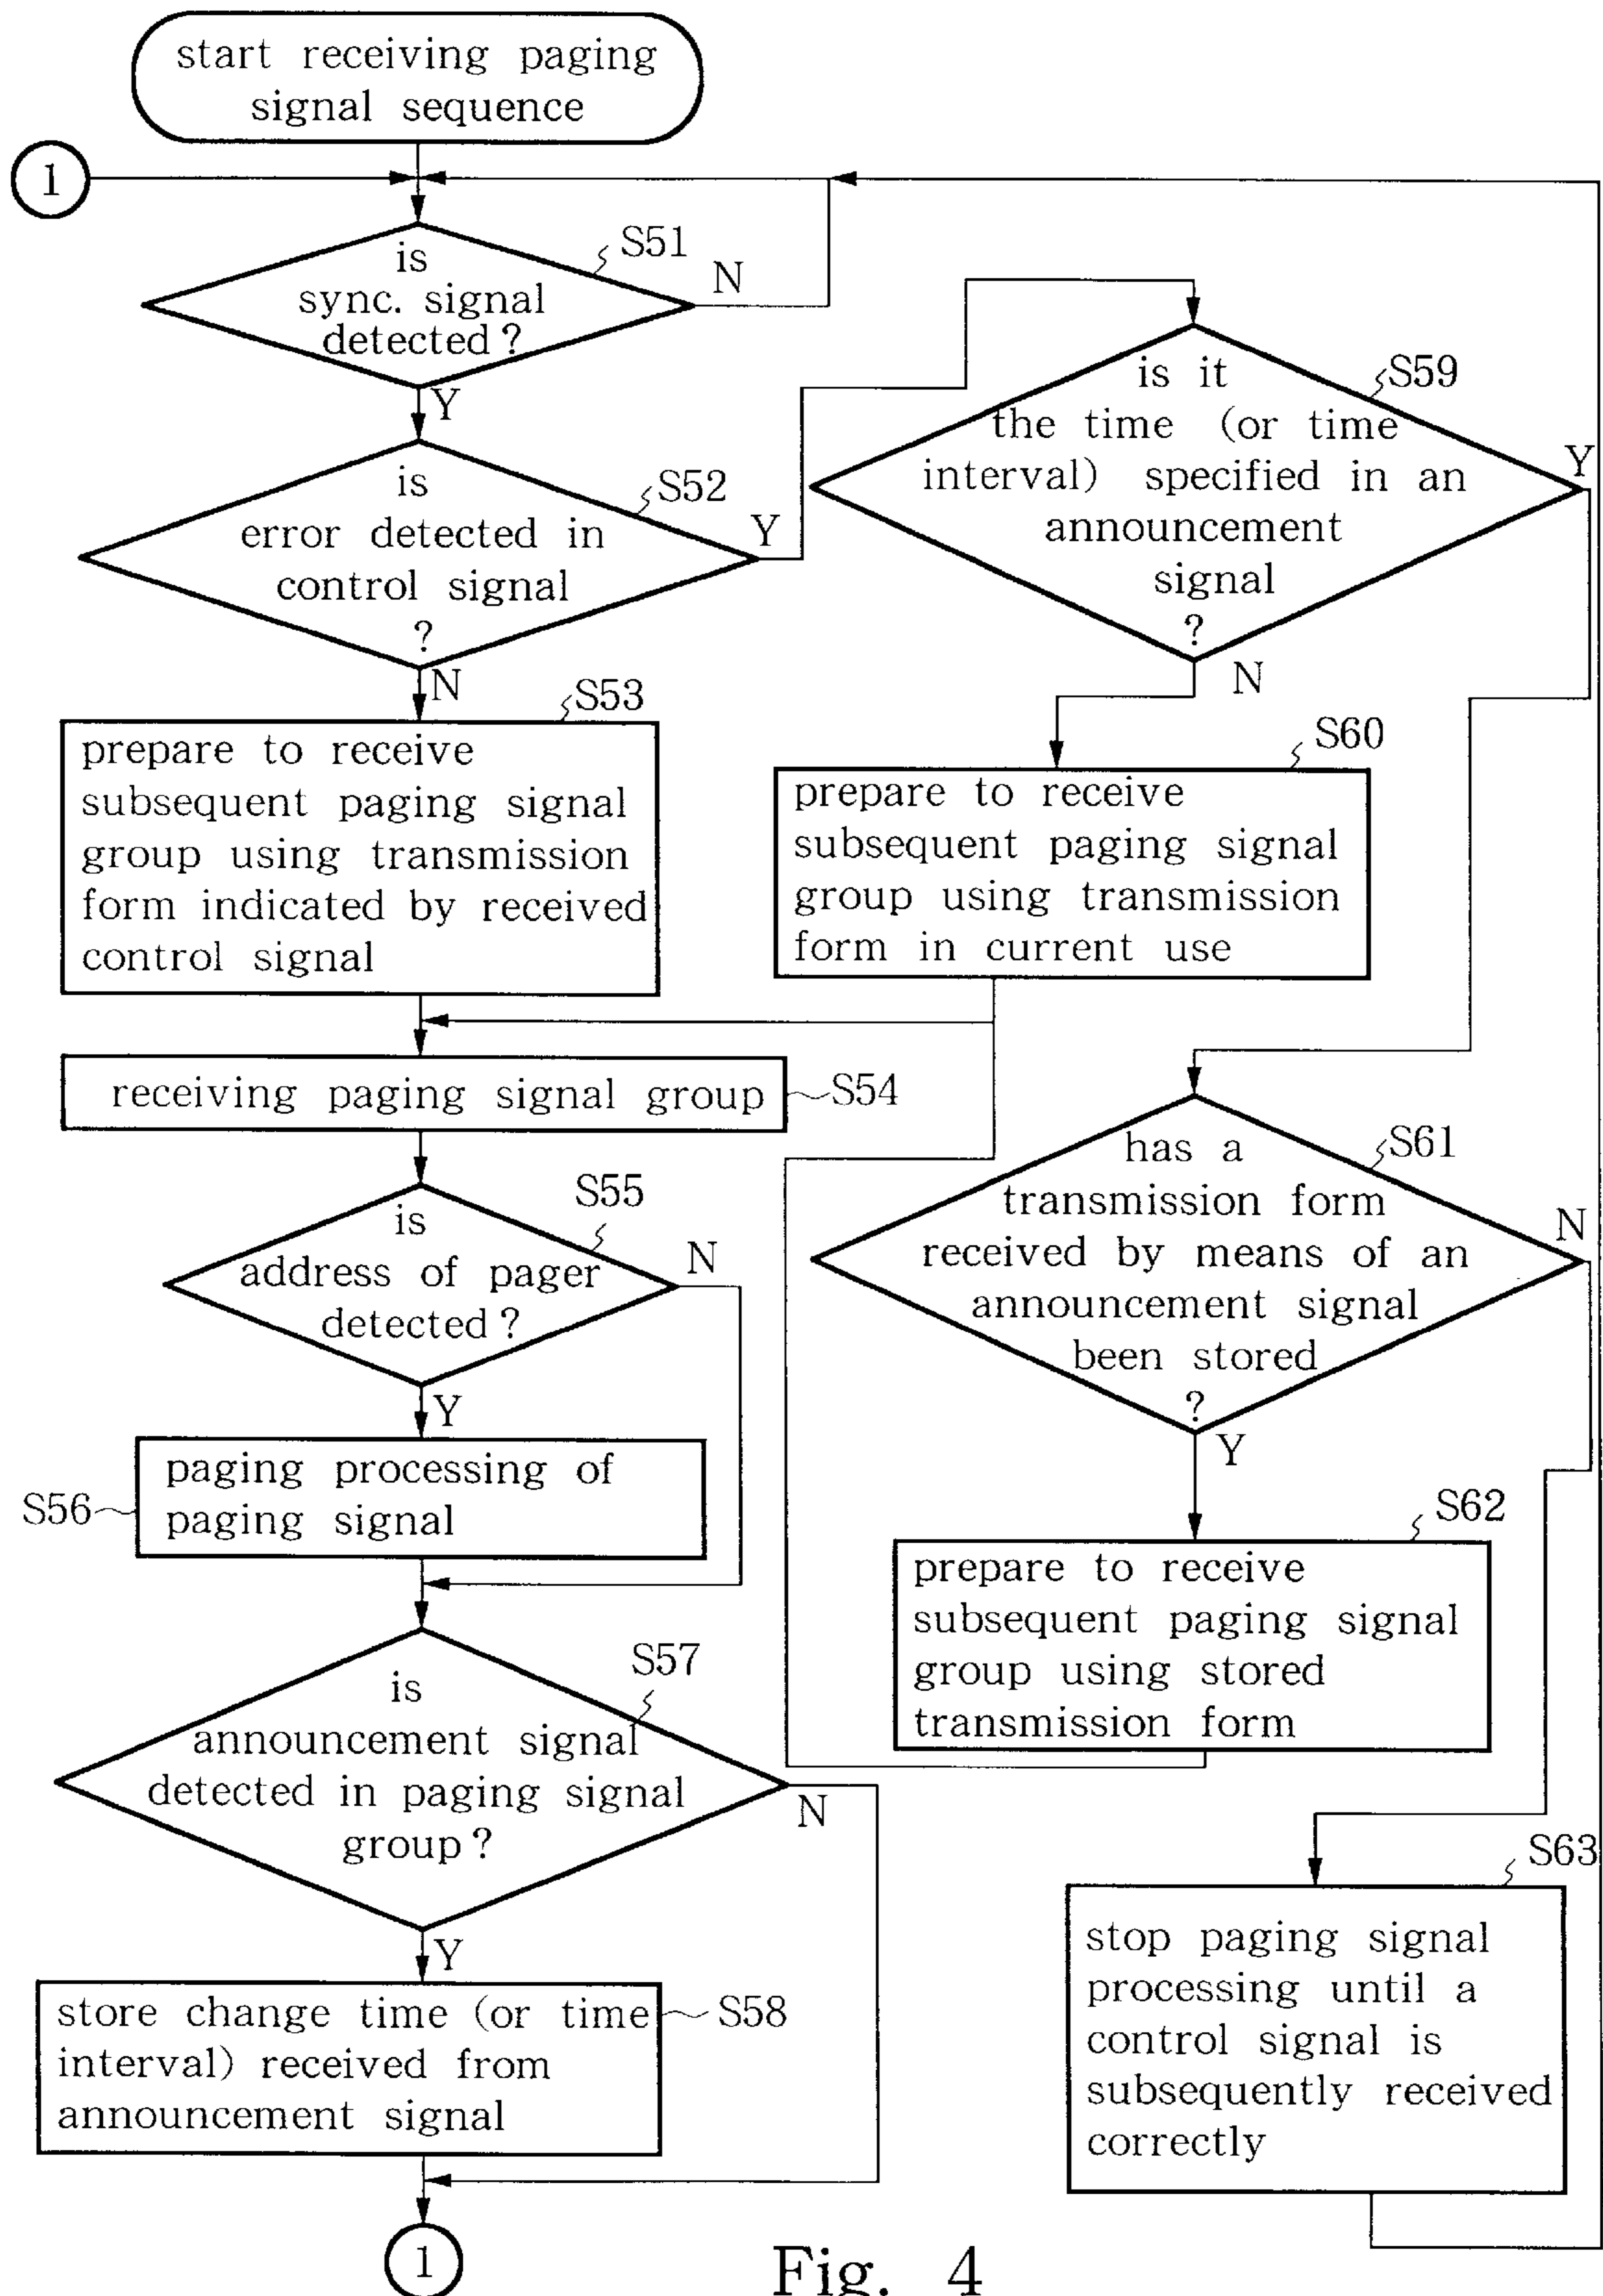 start receiving paging
signal sequence
1
is
sync. signal
detected?
S51
N
Y
is
error detected in
control signal
?
S52
Y
N
S53
prepare to receive
subsequent paging signal
group using transmission
form indicated by received
control signal
receiving paging signal group
S54
is
address of pager
detected?
S55
N
Y
paging processing of
paging signal
S56
is
announcement signal
detected in paging signal
group?
S57
N
Y
store change time (or time
interval) received from
announcement signal
S58
1
is it
the time (or time
interval) specified in an
announcement
signal
?
S59
Y
N
S60
prepare to receive
subsequent paging signal
group using transmission
form in current use
has a
transmission form
received by means of an
announcement signal
been stored
?
S61
N
Y
S62
prepare to receive
subsequent paging signal
group using stored
transmission form
S63
stop paging signal
processing until a
control signal is
subsequently received
correctly
Fig. 4